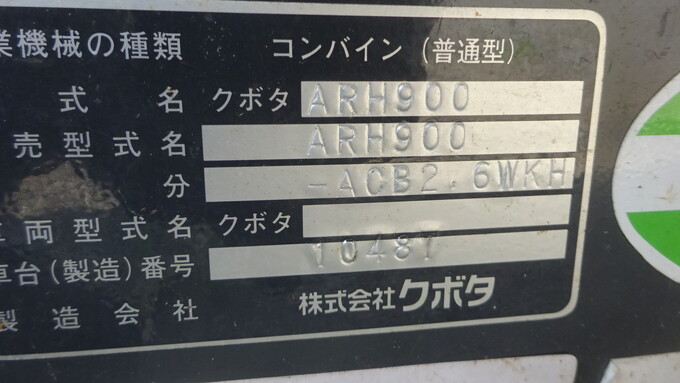 業機械の種類 コンバイン(普通型)
式名 クボタ ARH900
売型式名 ARH900
分 -ACB2.6WKH
両型式名 クボタ
車台(製造)番号 10487
製造会社 株式会社クボタ